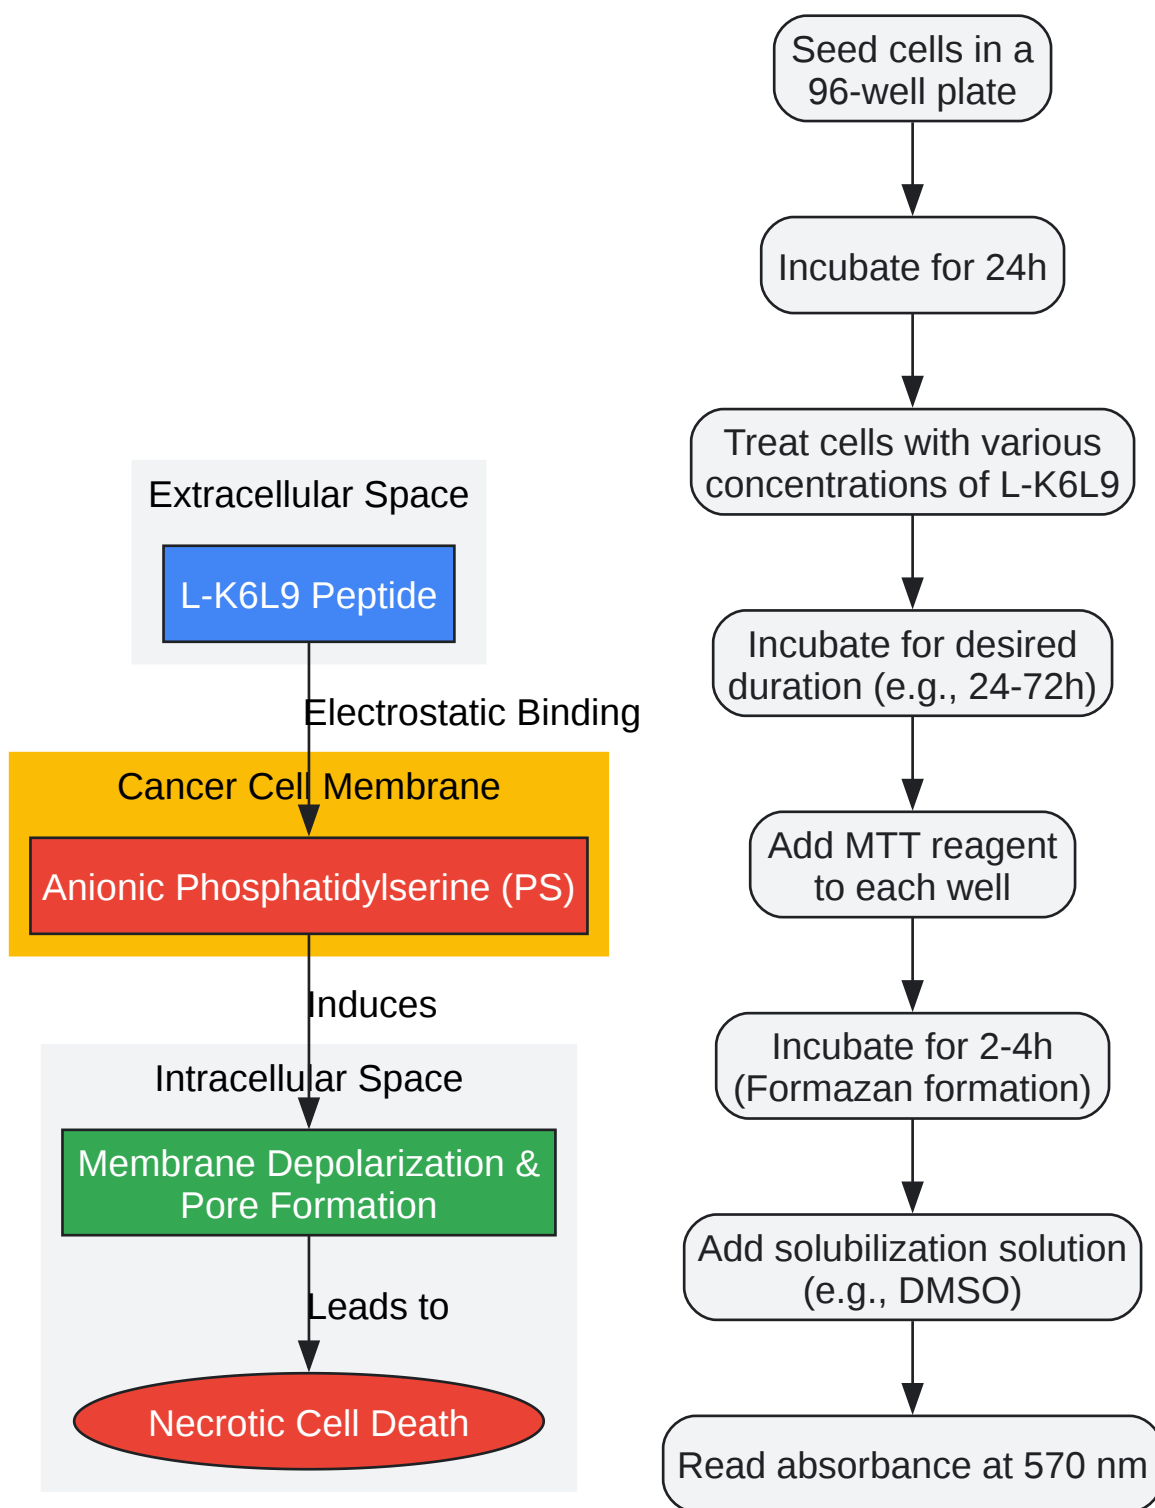 Extracellular Space
L-K6L9 Peptide
Electrostatic Binding
Cancer Cell Membrane
Anionic Phosphatidylserine (PS)
Induces
Intracellular Space
Membrane Depolarization &
Pore Formation
Leads to
Necrotic Cell Death
Seed cells in a
96-well plate
Incubate for 24h
Treat cells with various
concentrations of L-K6L9
Incubate for desired
duration (e.g., 24-72h)
Add MTT reagent
to each well
Incubate for 2-4h
(Formazan formation)
Add solubilization solution
(e.g., DMSO)
Read absorbance at 570 nm